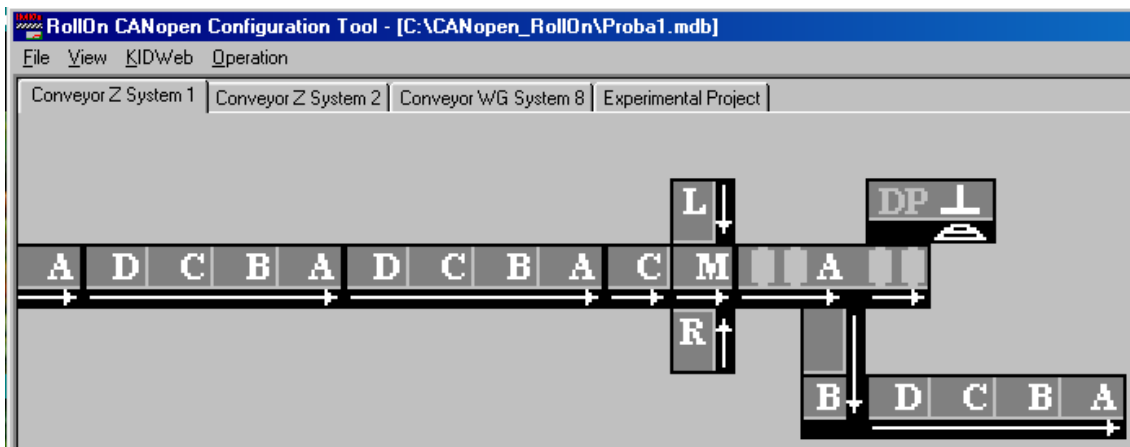 RollOn CANopen Configuration Tool - [C:\CANopen_RollOn\Proba1.mdb]
File View KIDWeb Operation
Conveyor Z System 1 Conveyor Z System 2 Conveyor WG System 8 Experimental Project
L DP
A D C B A D C B A C M A
R
B D C B A